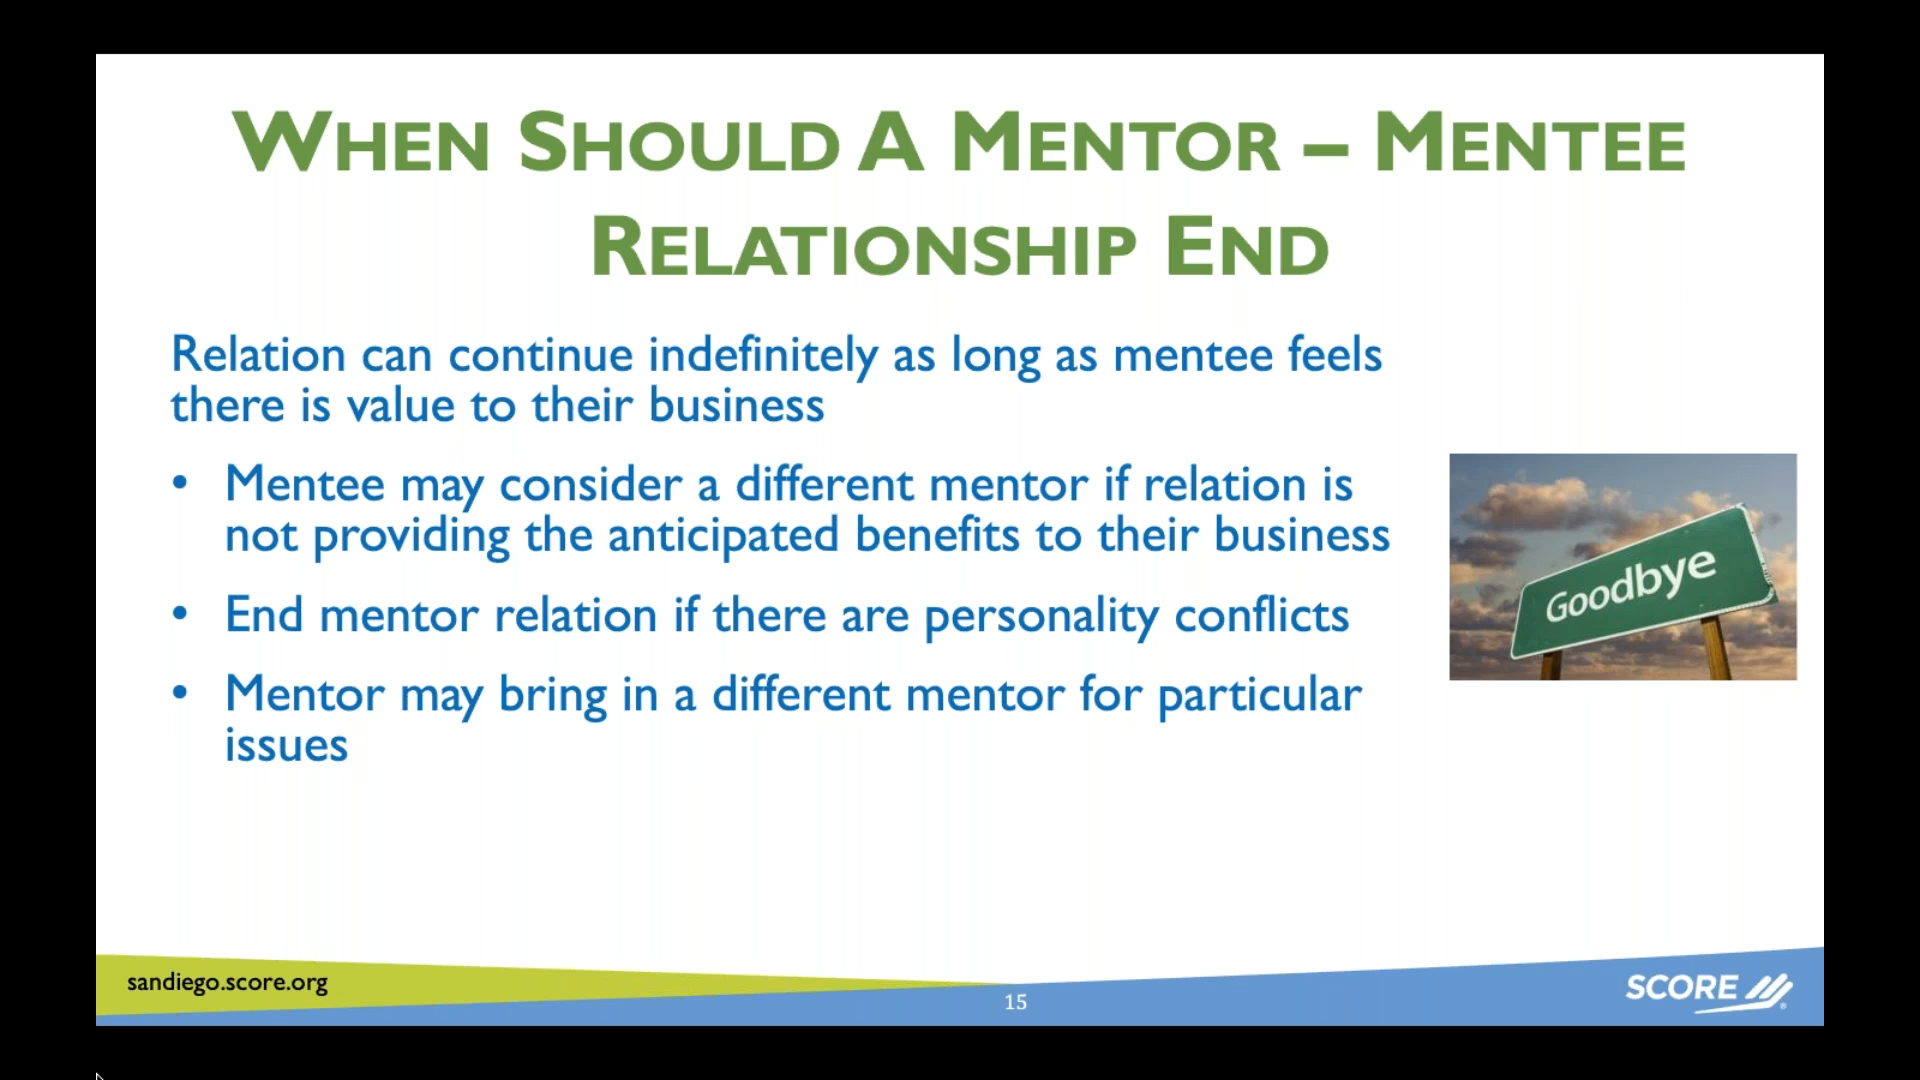 When Should A Mentor – Mentee
Relationship End
Relation can continue indefinitely as long as mentee feels
there is value to their business
• Mentee may consider a different mentor if relation is
not providing the anticipated benefits to their business
• End mentor relation if there are personality conflicts
• Mentor may bring in a different mentor for particular
issues
Goodbye
sandiego.score.org
15
SCORE